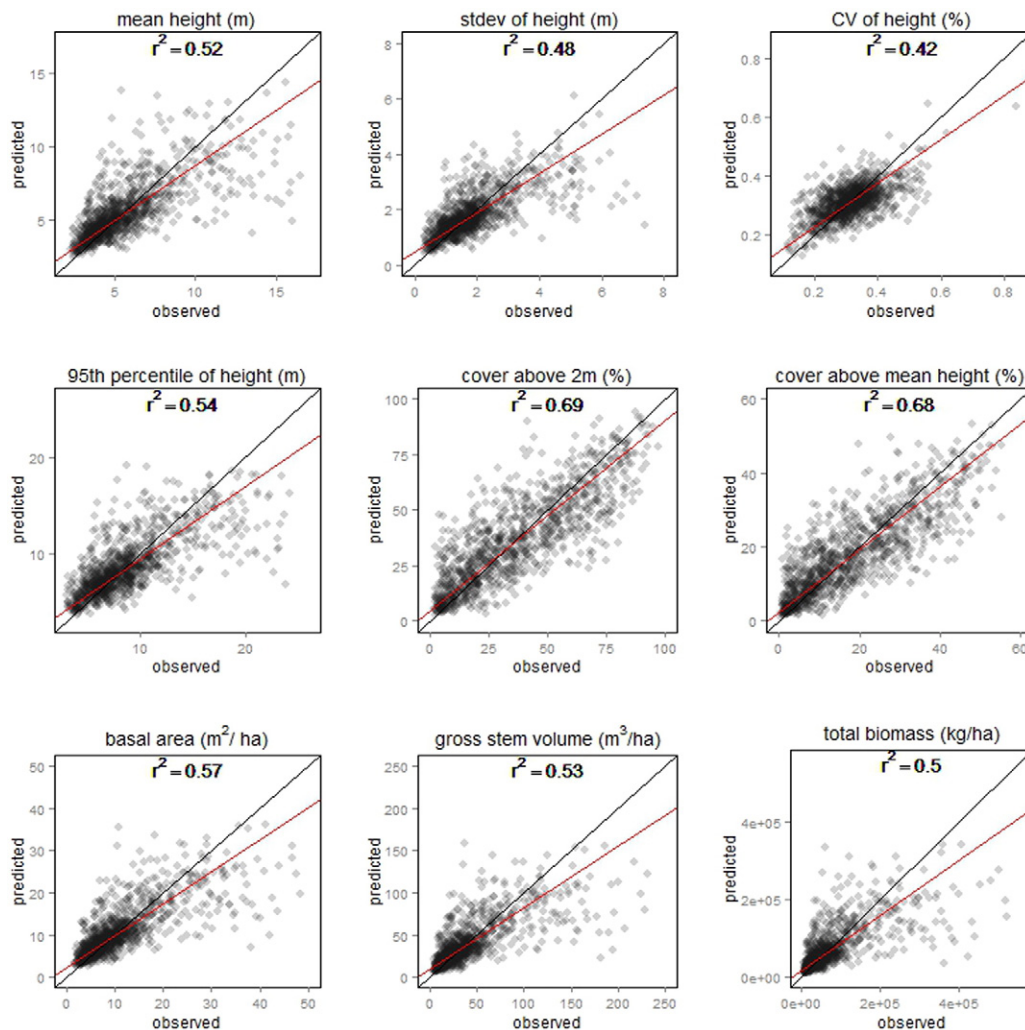 mean height (m)
r² = 0.52
predicted
15
10
5
5
10
15
observed
stdev of height (m)
r² = 0.48
predicted
8
6
4
2
0
0
2
4
6
8
observed
CV of height (%)
r² = 0.42
predicted
0.8
0.6
0.4
0.2
0.2
0.4
0.6
0.8
observed
95th percentile of height (m)
r² = 0.54
predicted
20
10
10
20
observed
cover above 2m (%)
r² = 0.69
predicted
100
75
50
25
0
0
25
50
75
100
observed
cover above mean height (%)
r² = 0.68
predicted
60
40
20
0
0
20
40
60
observed
basal area (m²/ ha)
r² = 0.57
predicted
50
40
30
20
10
0
0
10
20
30
40
50
observed
gross stem volume (m³/ha)
r² = 0.53
predicted
250
200
150
100
50
0
0
50
100
150
200
250
observed
total biomass (kg/ha)
r² = 0.5
predicted
4e+05
2e+05
0e+00
0e+00
2e+05
4e+05
observed